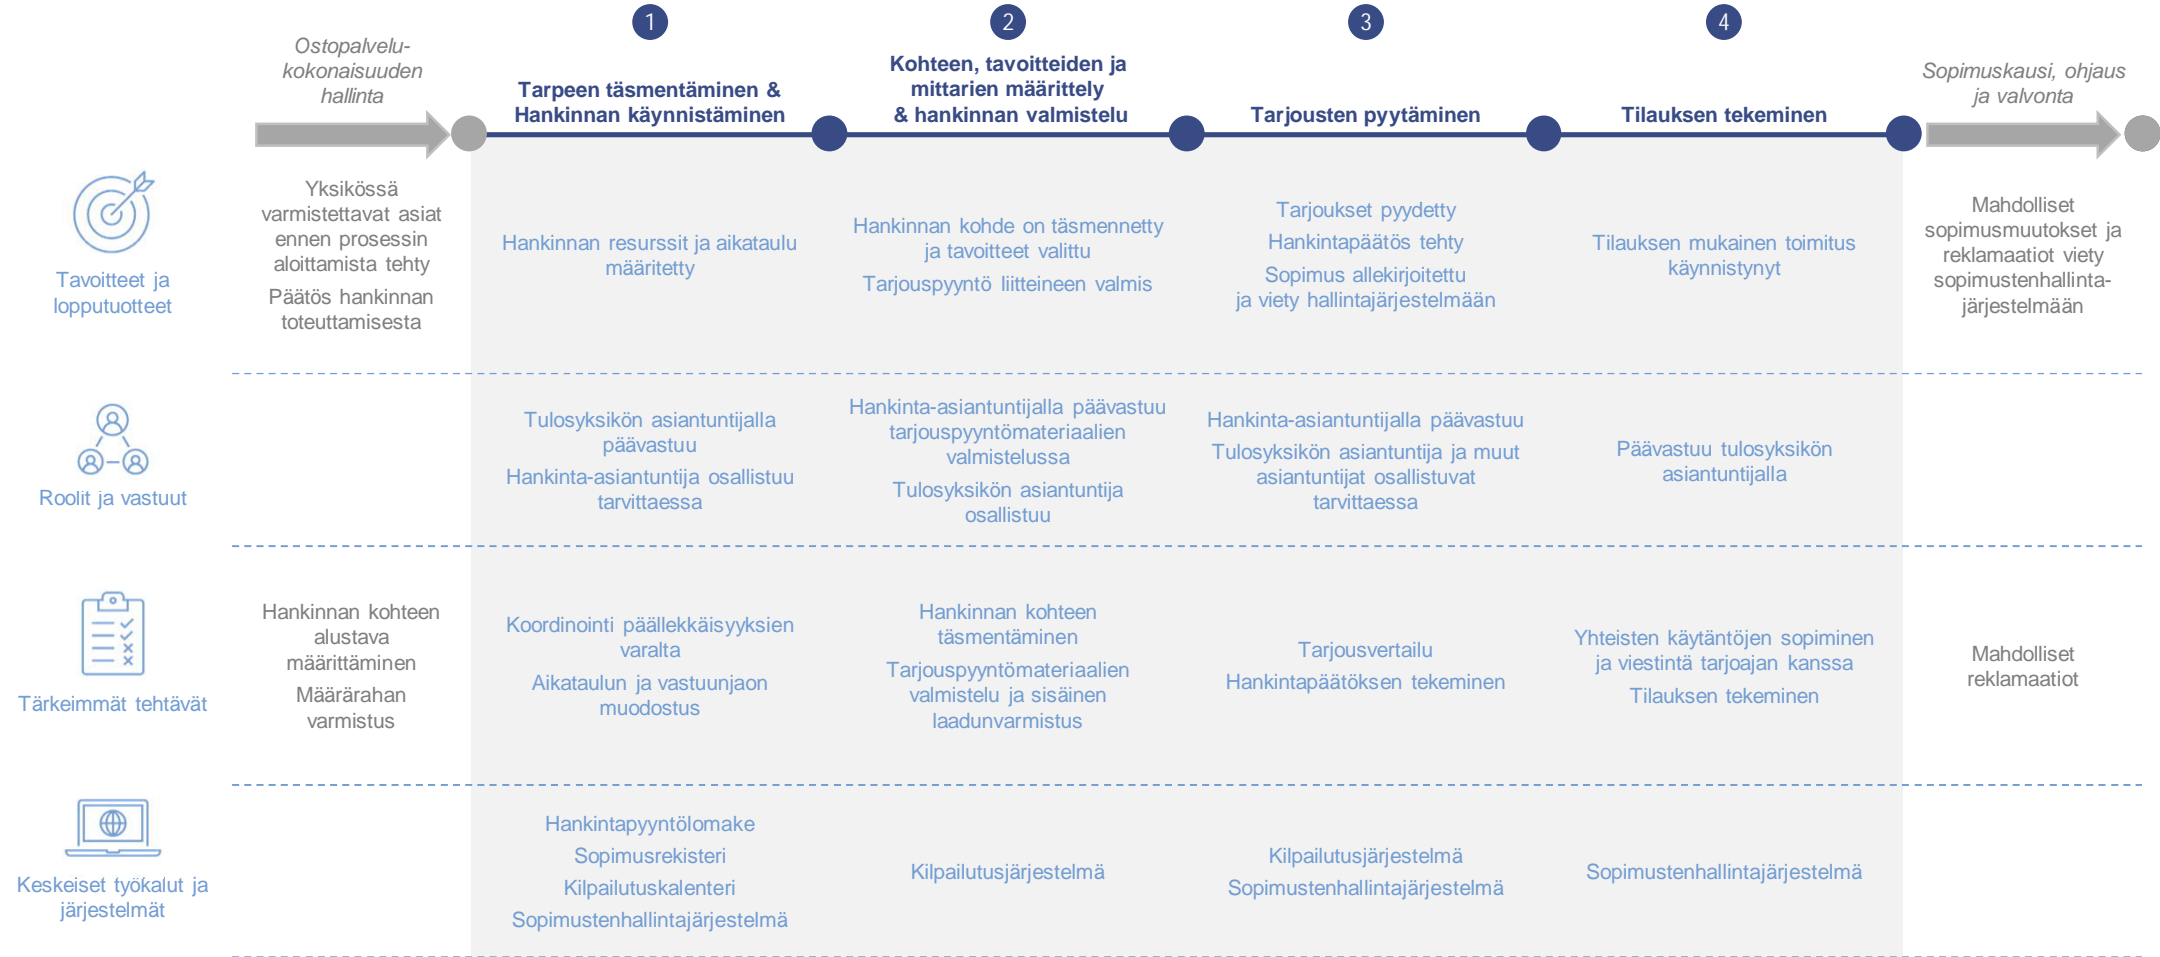 1
2
3
4
Ostopalvelu-
kokonaisuuden
hallinta
Tarpeen täsmentäminen &
Hankinnan käynnistäminen
Kohteen, tavoitteiden ja
mittarien määrittely
& hankinnan valmistelu
Tarjousten pyytäminen
Tilauksen tekeminen
Sopimuskausi, ohjaus
ja valvonta
Tavoitteet ja
lopputuotteet
Yksikössä
varmistettavat asiat
ennen prosessin
aloittamista tehty
Päätös hankinnan
toteuttamisesta
Hankinnan resurssit ja aikataulu
määritetty
Hankinnan kohde on täsmennetty
ja tavoitteet valittu
Tarjouspyyntö liitteineen valmis
Tarjoukset pyydetty
Hankintapäätös tehty
Sopimus allekirjoitettu
ja viety hallintajärjestelmään
Tilauksen mukainen toimitus
käynnistynyt
Mahdolliset
sopimusmuutokset ja
reklamaatiot viety
sopimustenhallinta-
järjestelmään
Roolit ja vastuut
Tulosyksikön asiantuntijalla
päävastuu
Hankinta-asiantuntija osallistuu
tarvittaessa
Hankinta-asiantuntijalla päävastuu
tarjouspyyntömateriaalien
valmistelussa
Tulosyksikön asiantuntija
osallistuu
Hankinta-asiantuntijalla päävastuu
Tulosyksikön asiantuntija ja muut
asiantuntijat osallistuvat
tarvittaessa
Päävastuu tulosyksikön
asiantuntijalla
Tärkeimmät tehtävät
Hankinnan kohteen
alustava
määrittäminen
Määrärahan
varmistus
Koordinointi päällekkäisyyksien
varalta
Aikataulun ja vastuunjaon
muodostus
Hankinnan kohteen
täsmentäminen
Tarjouspyyntömateriaalien
valmistelu ja sisäinen
laadunvarmistus
Tarjousvertailu
Hankintapäätöksen tekeminen
Yhteisten käytäntöjen sopiminen
ja viestintä tarjoajan kanssa
Tilauksen tekeminen
Mahdolliset
reklamaatiot
Keskeiset työkalut ja
järjestelmät
Hankintapyyntölomake
Sopimusrekisteri
Kilpailutuskalenteri
Sopimustenhallintajärjestelmä
Kilpailutusjärjestelmä
Kilpailutusjärjestelmä
Sopimustenhallintajärjestelmä
Sopimustenhallintajärjestelmä